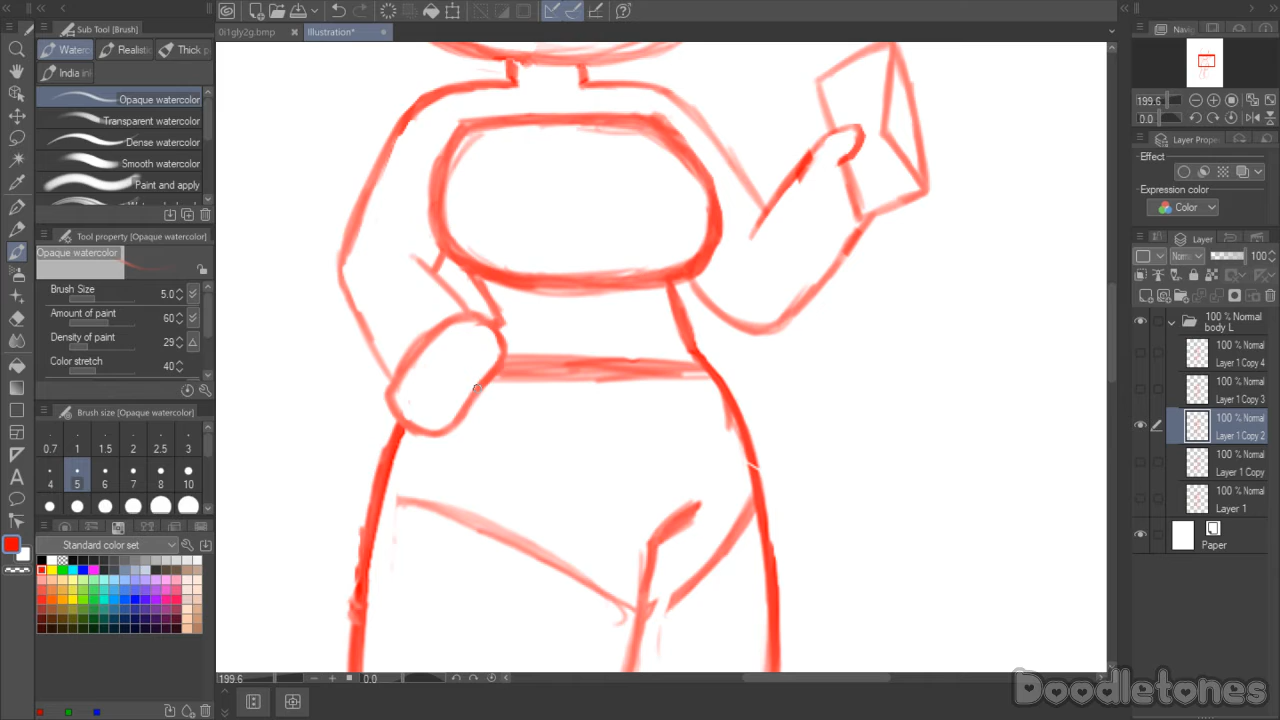 Sub Tool [Brush]
Waterc
Realistic
Thick p
India in
Opaque watercolor
Transparent watercolor
Dense watercolor
Smooth watercolor
Paint and apply
Tool property [Opaque watercolor]
Opaque watercolor
Brush Size 5.0
Amount of paint 60
Density of paint 29
Color stretch 40
Brush size [Opaque watercolor]
0.7 1 1.5 2 2.5 3
4 5 6 7 8 10
Standard color set
0i1gly2g.bmp
Illustration*
199.6 0.0
Navig
199.6
0.0
Layer Prope
Effect
Expression color
Color
Layer
Norma 100
100 % Normal
body L
100 % Normal
Layer 1 Copy 4
100 % Normal
Layer 1 Copy 3
100 % Normal
Layer 1 Copy 2
100 % Normal
Layer 1 Copy
100 % Normal
Layer 1
Paper
Doodletones